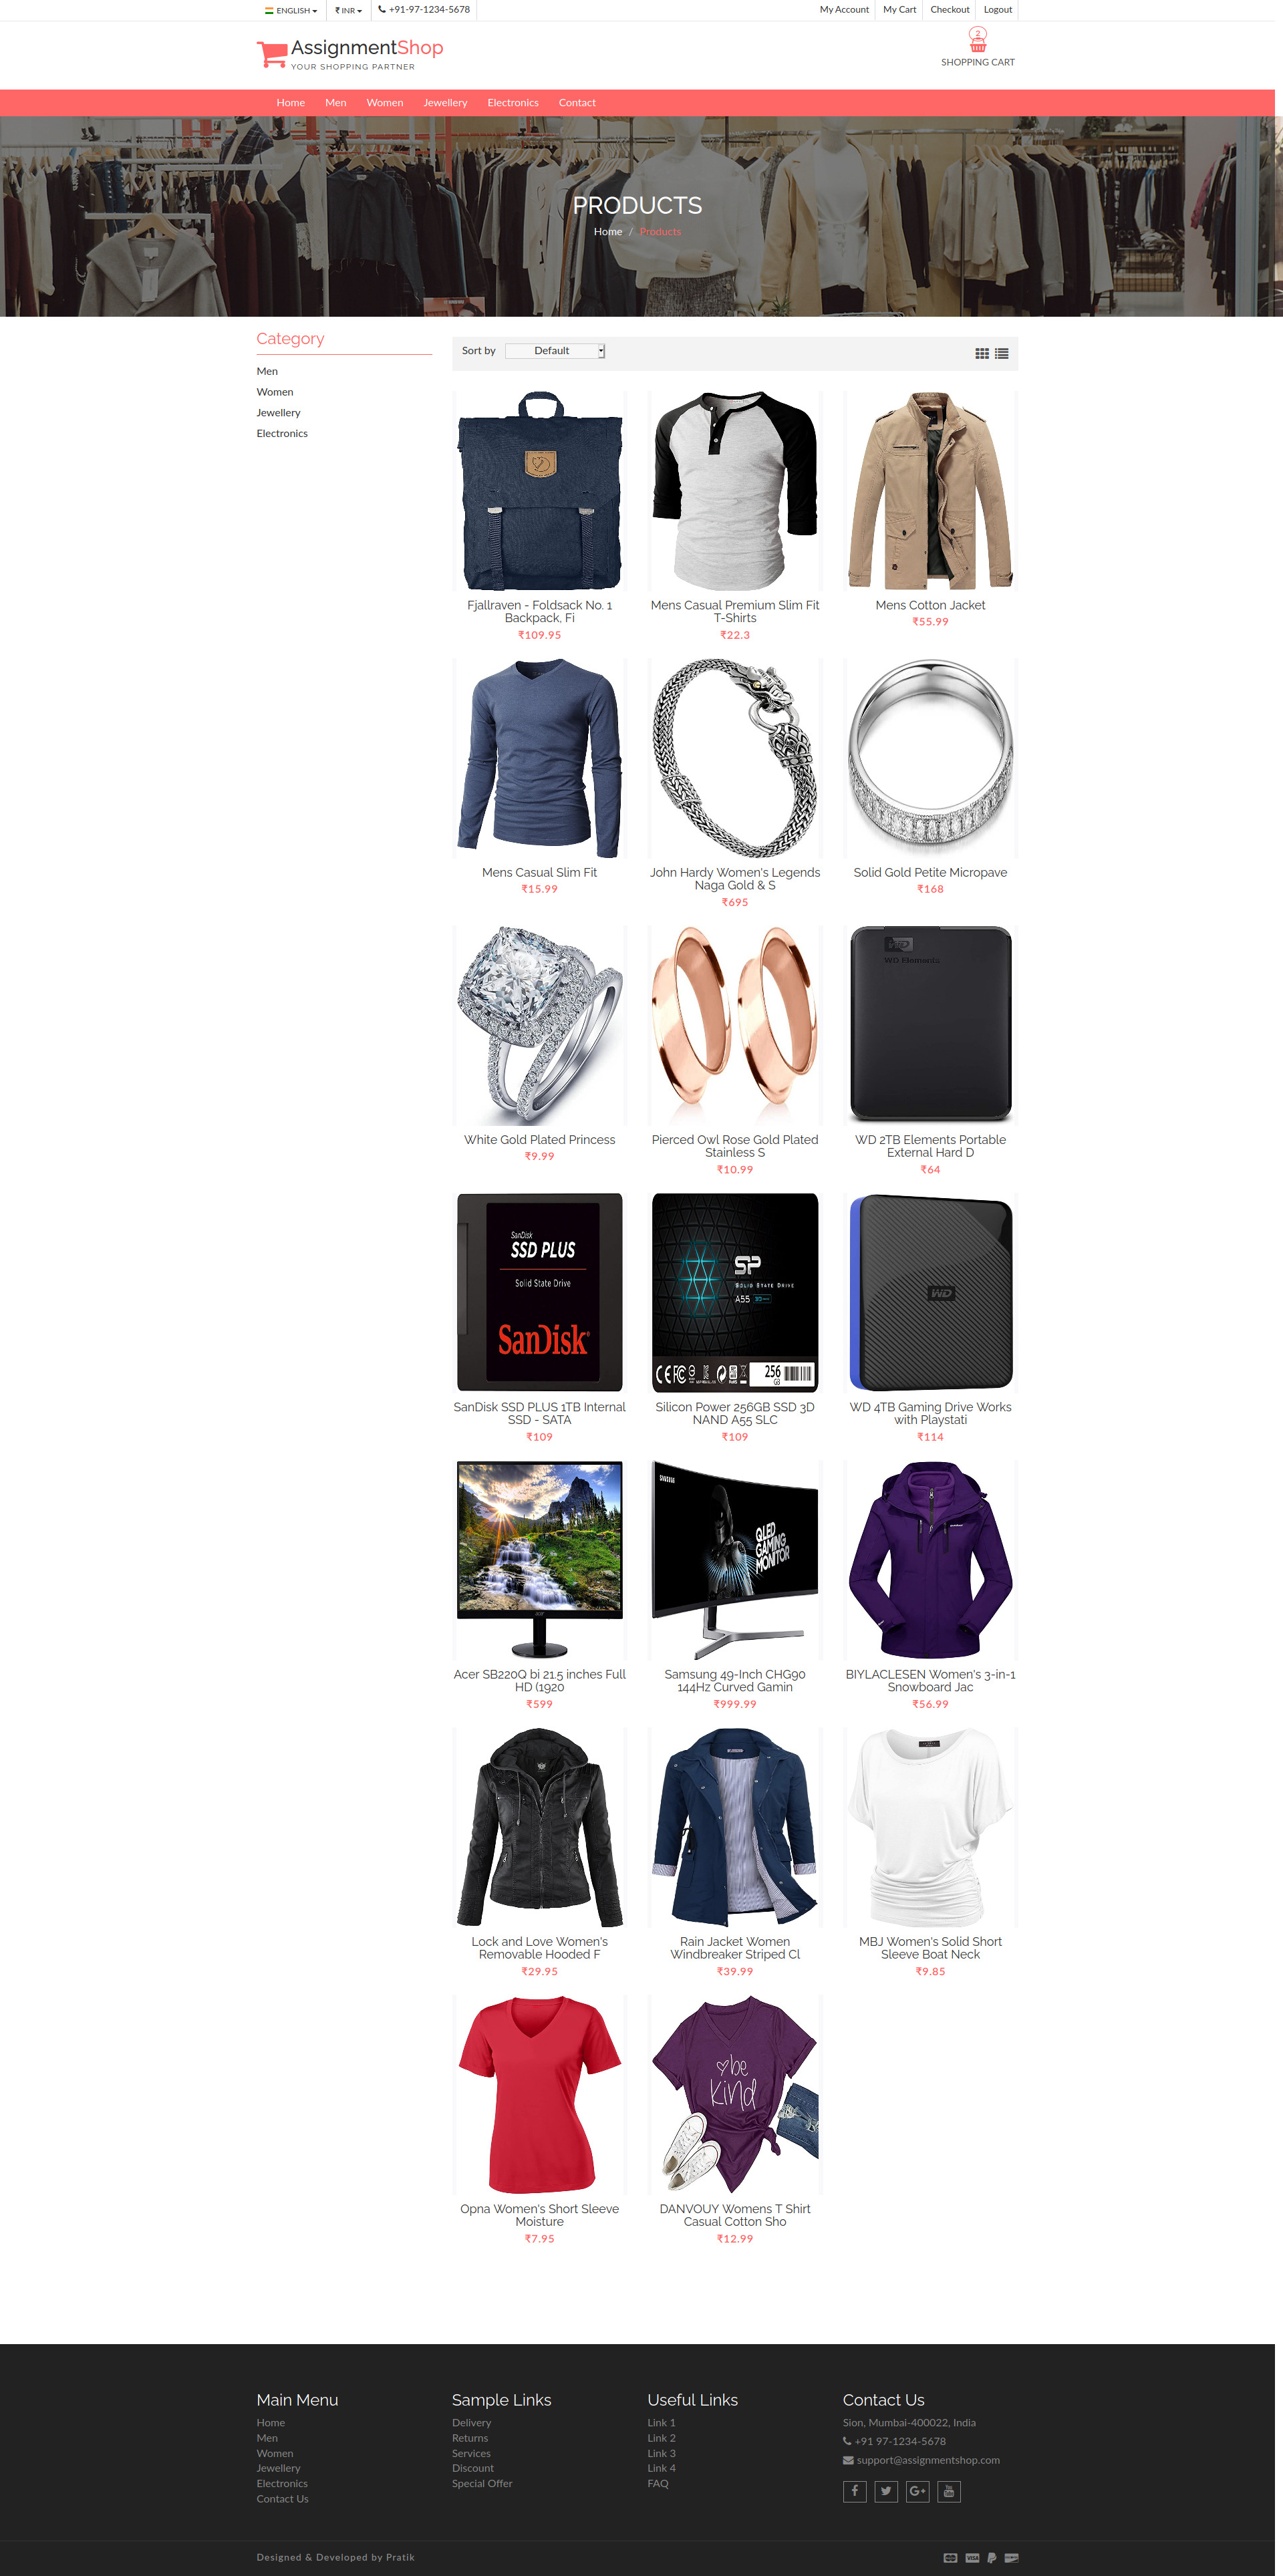 ENGLISH
₹ INR
+91-97-1234-5678
My Account
My Cart
Checkout
Logout
AssignmentShop
YOUR SHOPPING PARTNER
2
SHOPPING CART
Home
Men
Women
Jewellery
Electronics
Contact
PRODUCTS
Home / Products
Category
Men
Women
Jewellery
Electronics
Sort by
Default
Fjallraven - Foldsack No. 1
Backpack, Fi
₹109.95
Mens Casual Premium Slim Fit
T-Shirts
₹22.3
Mens Cotton Jacket
₹55.99
Mens Casual Slim Fit
₹15.99
John Hardy Women's Legends
Naga Gold & S
₹695
Solid Gold Petite Micropave
₹168
White Gold Plated Princess
₹9.99
Pierced Owl Rose Gold Plated
Stainless S
₹10.99
WD
WD Elements
WD 2TB Elements Portable
External Hard D
₹64
SanDisk
SSD PLUS
Solid State Drive
SanDisk
SanDisk SSD PLUS 1TB Internal
SSD - SATA
₹109
SP
SOLID STATE DRIVE
A55
256
GB
Silicon Power 256GB SSD 3D
NAND A55 SLC
₹109
WD
WD 4TB Gaming Drive Works
with Playstati
₹114
acer
Acer SB220Q bi 21.5 inches Full
HD (1920
₹599
SAMSUNG
QLED
GAMING
MONITOR
Samsung 49-Inch CHG90
144Hz Curved Gamin
₹999.99
BIYLACLESEN Women's 3-in-1
Snowboard Jac
₹56.99
Lock and Love Women's
Removable Hooded F
₹29.95
Rain Jacket Women
Windbreaker Striped Cl
₹39.99
MBJ Women's Solid Short
Sleeve Boat Neck
₹9.85
Opna Women's Short Sleeve
Moisture
₹7.95
be
kind
DANVOUY Womens T Shirt
Casual Cotton Sho
₹12.99
Main Menu
Home
Men
Women
Jewellery
Electronics
Contact Us
Sample Links
Delivery
Returns
Services
Discount
Special Offer
Useful Links
Link 1
Link 2
Link 3
Link 4
FAQ
Contact Us
Sion, Mumbai-400022, India
+91 97-1234-5678
support@assignmentshop.com
Designed & Developed by Pratik
VISA